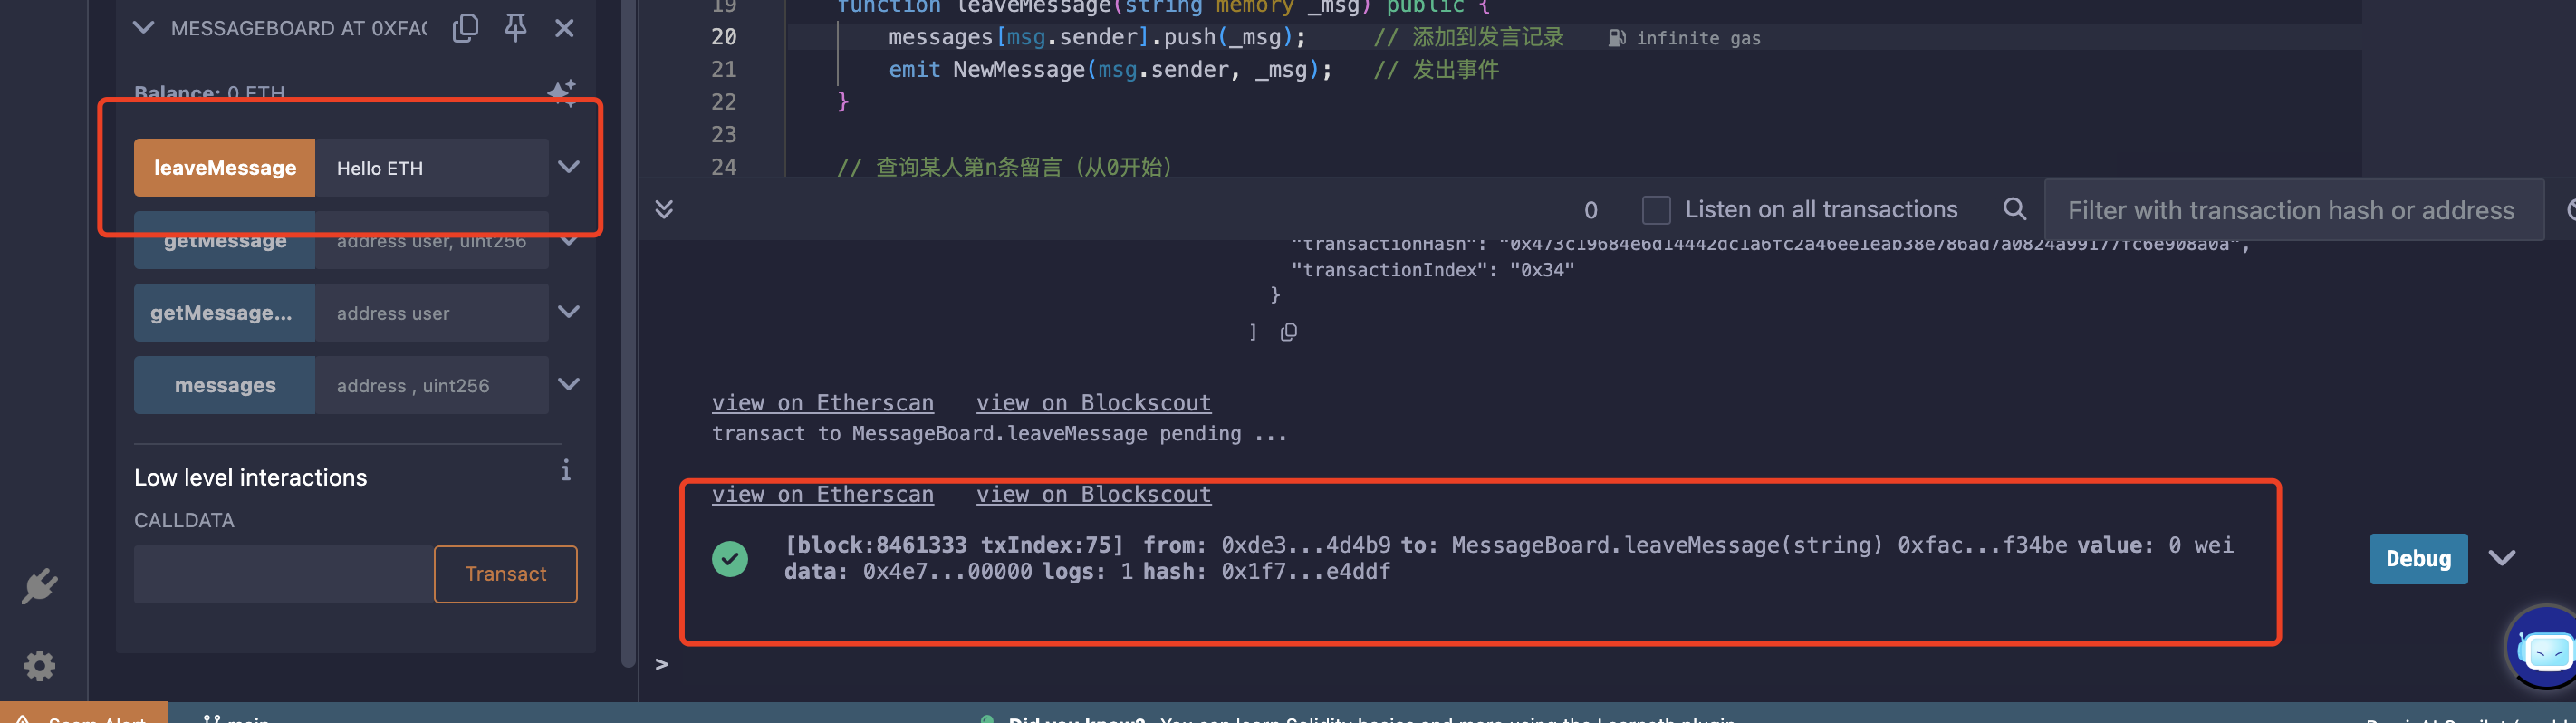 MESSAGEBOARD AT 0XFA
Balance: 0 ETH
leaveMessage Hello ETH
getMessage address user, uint256
getMessage... address user
messages address , uint256
Low level interactions
i
CALLDATA
Transact
19 function leaveMessage(string memory _msg) public {
20 messages[msg.sender].push(_msg); // 添加到发言记录 infinite gas
21 emit NewMessage(msg.sender, _msg); // 发出事件
22 }
23
24 // 查询某人第n条留言（从0开始）
0 Listen on all transactions Filter with transaction hash or address
"transactionHash": "0x473c19684e6d14442dc1a6fc2a46ee1eab38e786ad7a0824a99177fc6e908a0a",
"transactionIndex": "0x34"
}
]
view on Etherscan view on Blockscout
transact to MessageBoard.leaveMessage pending ...
view on Etherscan view on Blockscout
[block:8461333 txIndex:75] from: 0xde3...4d4b9 to: MessageBoard.leaveMessage(string) 0xfac...f34be value: 0 wei
data: 0x4e7...00000 logs: 1 hash: 0x1f7...e4ddf
Debug
>
Scam Alert main Did you know? You can learn Solidity basics and more using the Learneth plugin